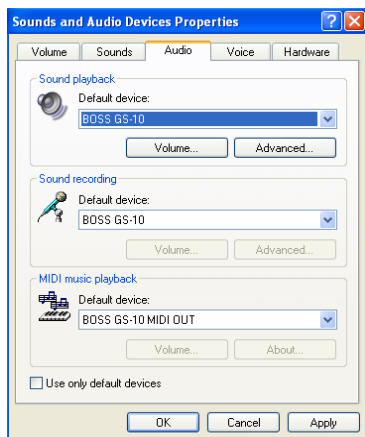 Sounds and Audio Devices Properties
Volume Sounds Audio Voice Hardware
Sound playback
Default device:
BOSS GS-10
Volume... Advanced...
Sound recording
Default device:
BOSS GS-10
Volume... Advanced...
MIDI music playback
Default device:
BOSS GS-10 MIDI OUT
Volume... About...
Use only default devices
OK Cancel Apply